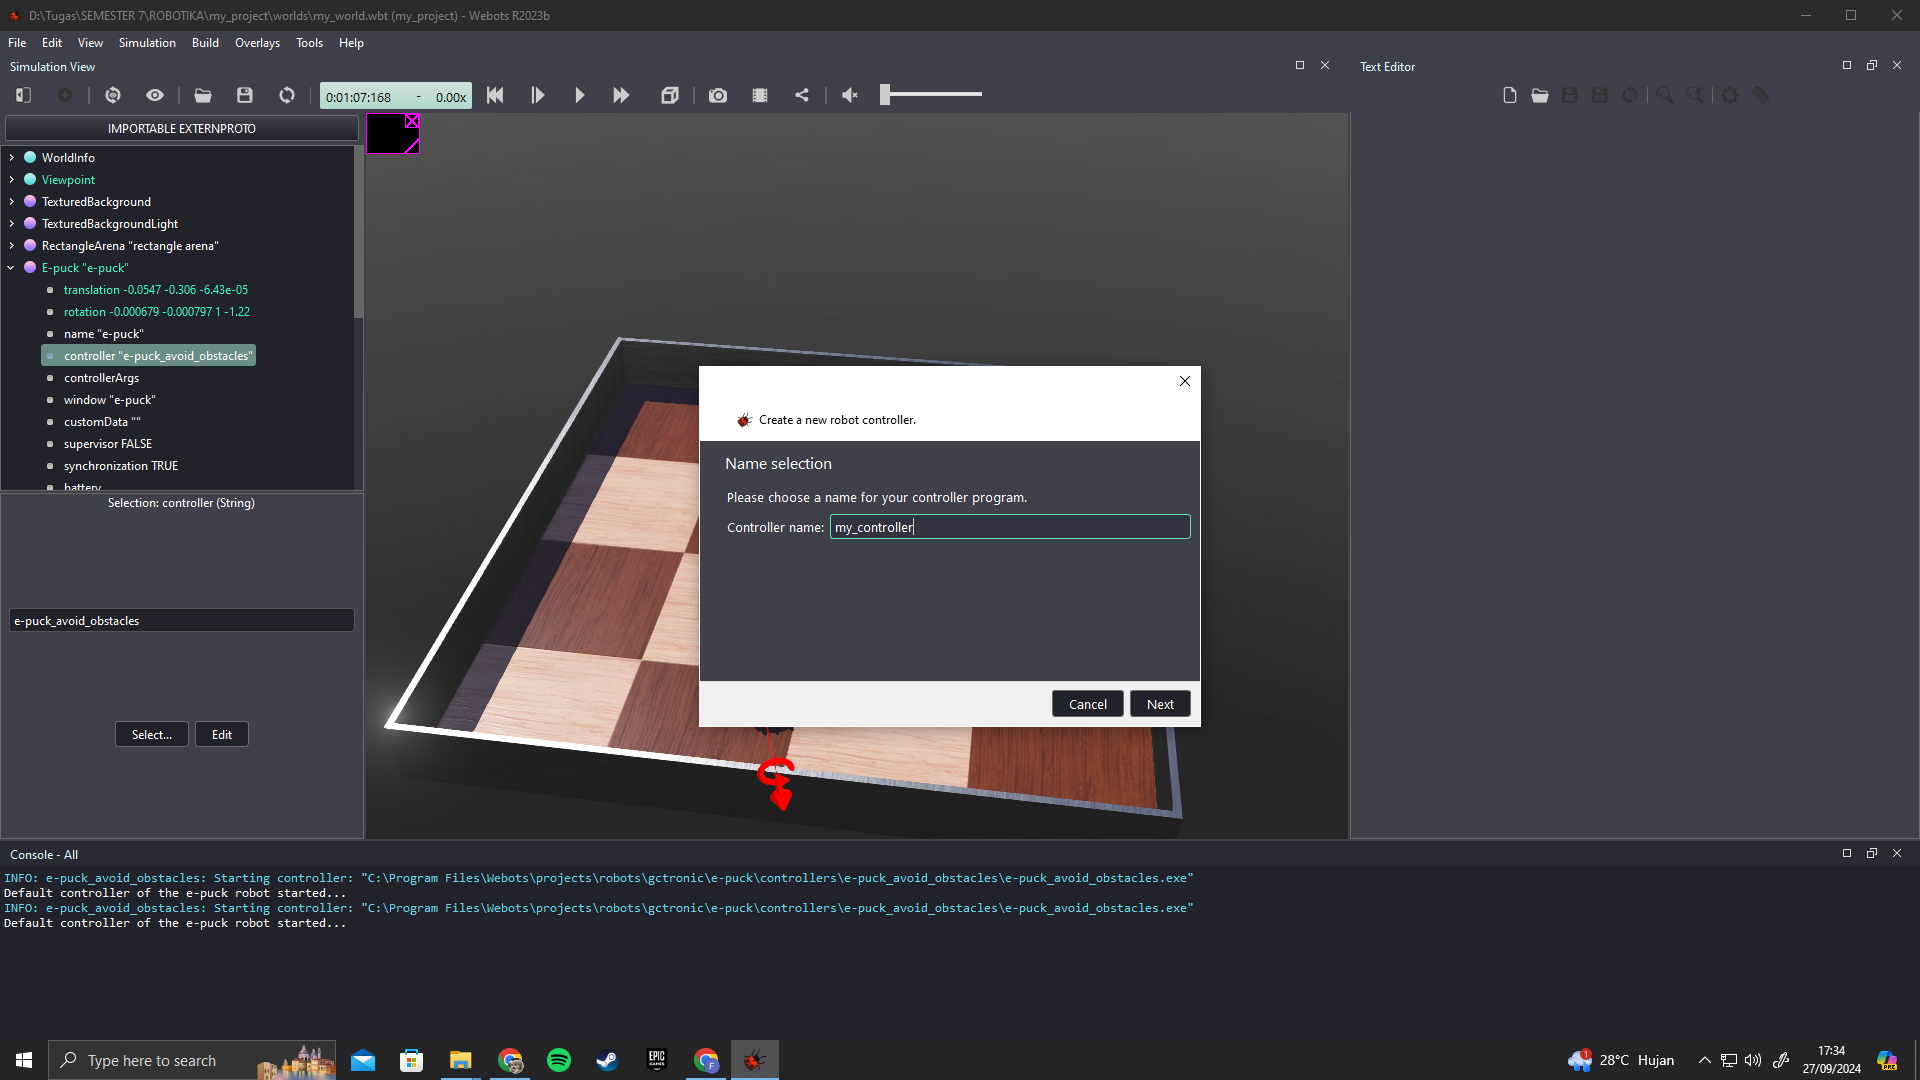 D:\Tugas\SEMESTER 7\ROBOTIKA\my_project\worlds\my_world.wbt (my_project) - Webots R2023b
File Edit View Simulation Build Overlays Tools Help
Simulation View
Text Editor
0:01:07:168 - 0.00x
IMPORTABLE EXTERNPROTO
WorldInfo
Viewpoint
TexturedBackground
TexturedBackgroundLight
RectangleArena "rectangle arena"
E-puck "e-puck"
translation -0.0547 -0.306 -6.43e-05
rotation -0.000679 -0.000797 1 -1.22
name "e-puck"
controller "e-puck_avoid_obstacles"
controllerArgs
window "e-puck"
customData ""
supervisor FALSE
synchronization TRUE
battery
Selection: controller (String)
e-puck_avoid_obstacles
Select... Edit
Create a new robot controller.
Name selection
Please choose a name for your controller program.
Controller name: my_controller
Cancel Next
Console - All
INFO: e-puck_avoid_obstacles: Starting controller: "C:\Program Files\Webots\projects\robots\gctronic\e-puck\controllers\e-puck_avoid_obstacles\e-puck_avoid_obstacles.exe"
Default controller of the e-puck robot started...
INFO: e-puck_avoid_obstacles: Starting controller: "C:\Program Files\Webots\projects\robots\gctronic\e-puck\controllers\e-puck_avoid_obstacles\e-puck_avoid_obstacles.exe"
Default controller of the e-puck robot started...
Type here to search
EPIC GAMES
F
1
28°C Hujan
17:34
27/09/2024
PRE